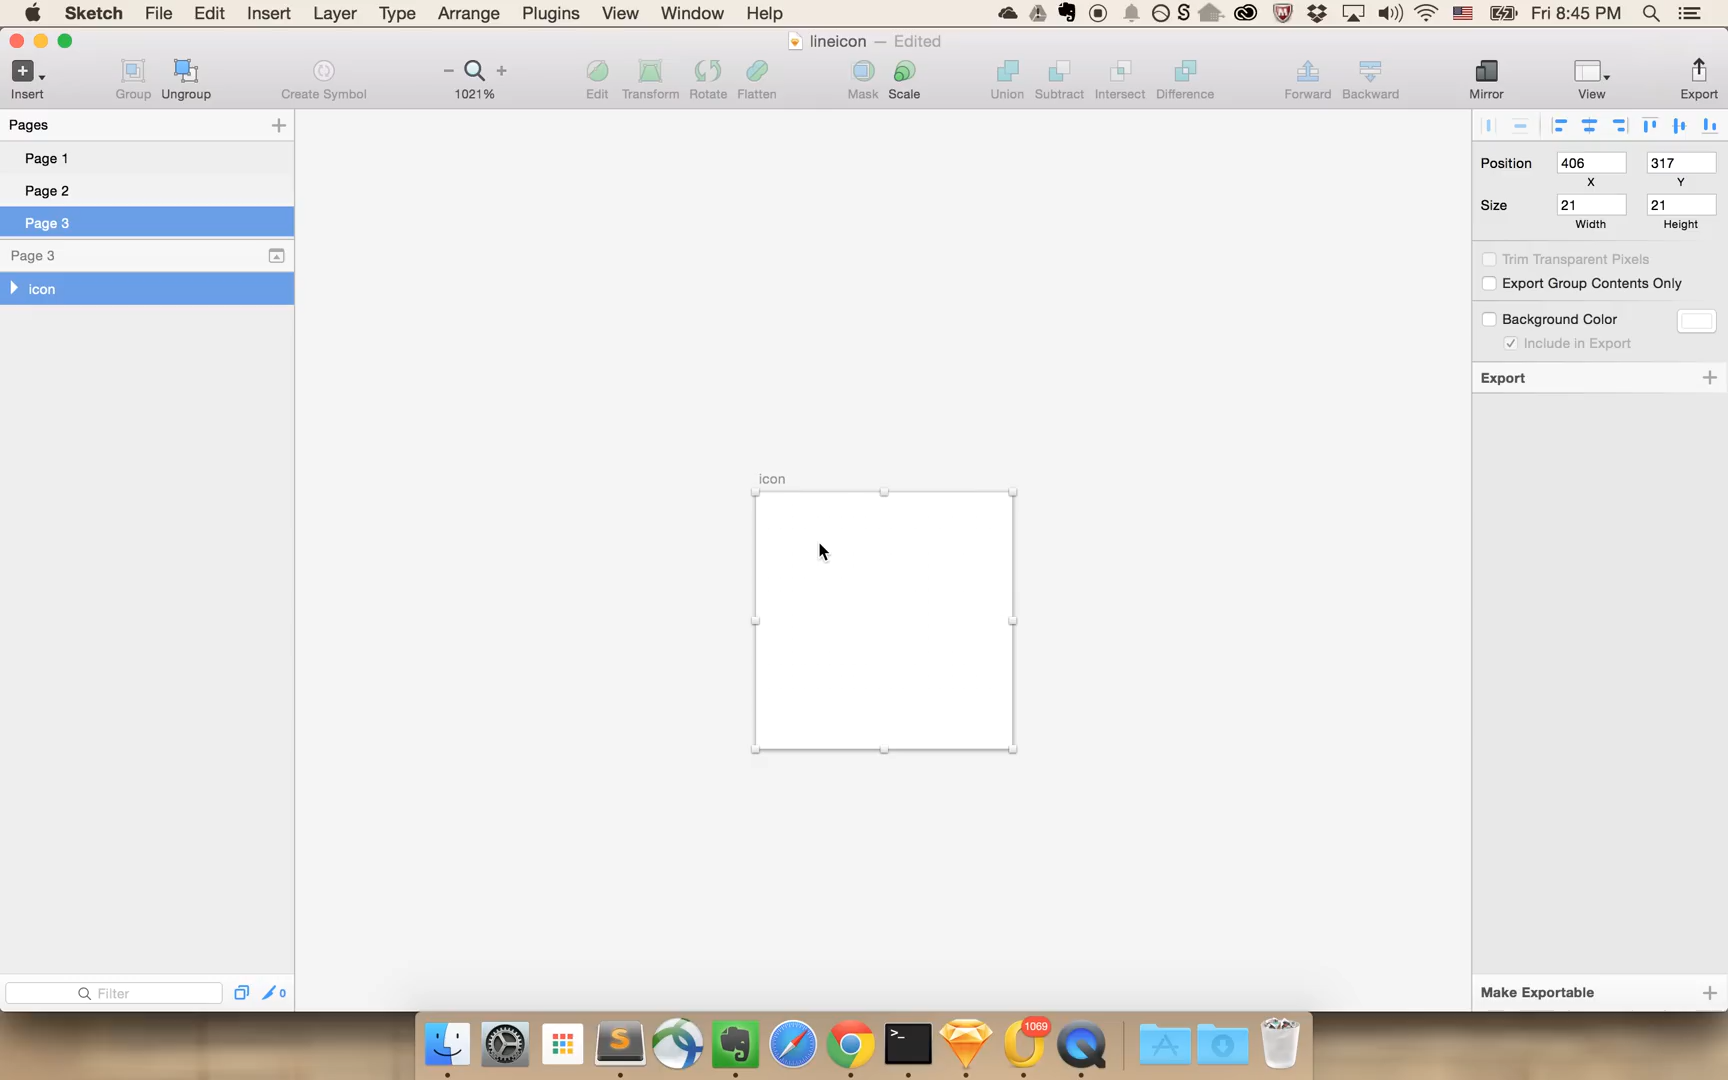 Sketch File Edit Insert Layer Type Arrange Plugins View Window Help S Fri 8:45 PM
lineicon — Edited
Insert Group Ungroup Create Symbol 1021% Edit Transform Rotate Flatten Mask Scale Union Subtract Intersect Difference Forward Backward Mirror View Export
Pages
Page 1
Page 2
Page 3
Page 3
icon
icon
Position 406 317
X Y
Size 21 21
Width Height
Trim Transparent Pixels
Export Group Contents Only
Background Color
Include in Export
Export
Filter 0
Make Exportable
S >_ 1069